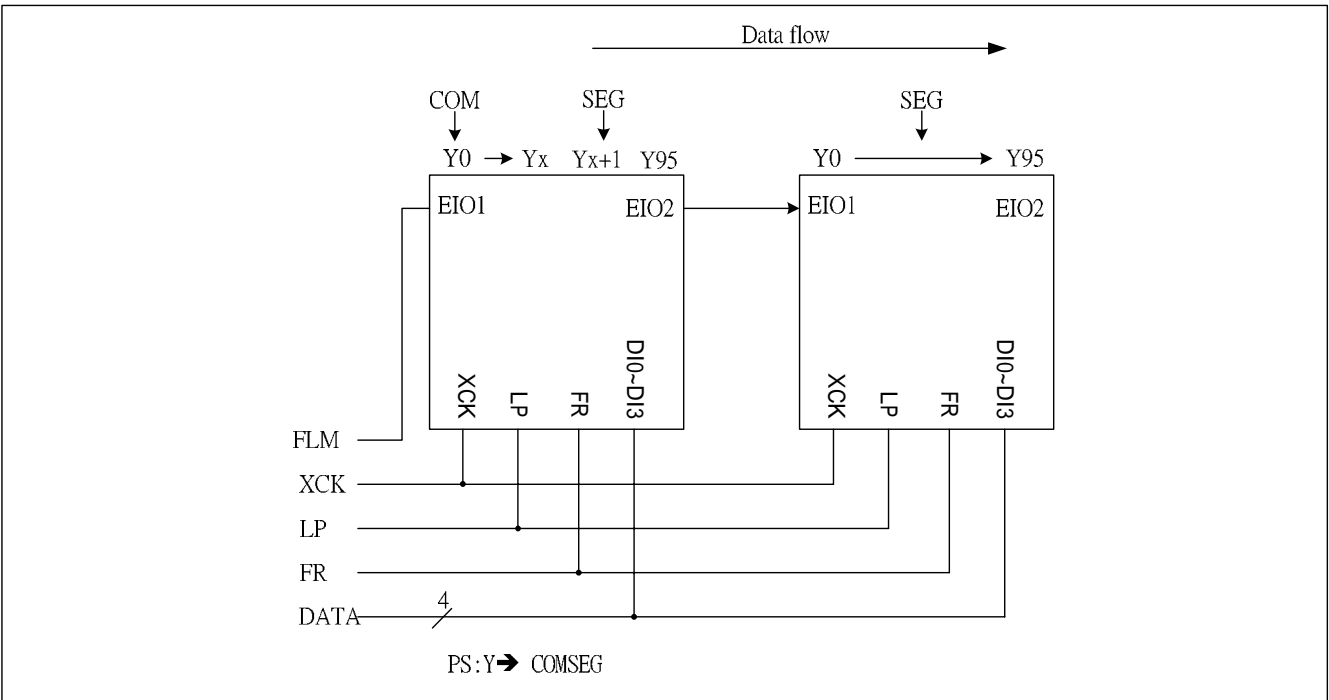 Data flow
COM SEG SEG
Y0 → Yx Yx+1 Y95 Y0 → Y95
EIO1 EIO2 EIO1 EIO2
XCK LP FR DI0~DI3 XCK LP FR DI0~DI3
FLM
XCK
LP
FR
DATA 4
PS:Y→ COMSEG